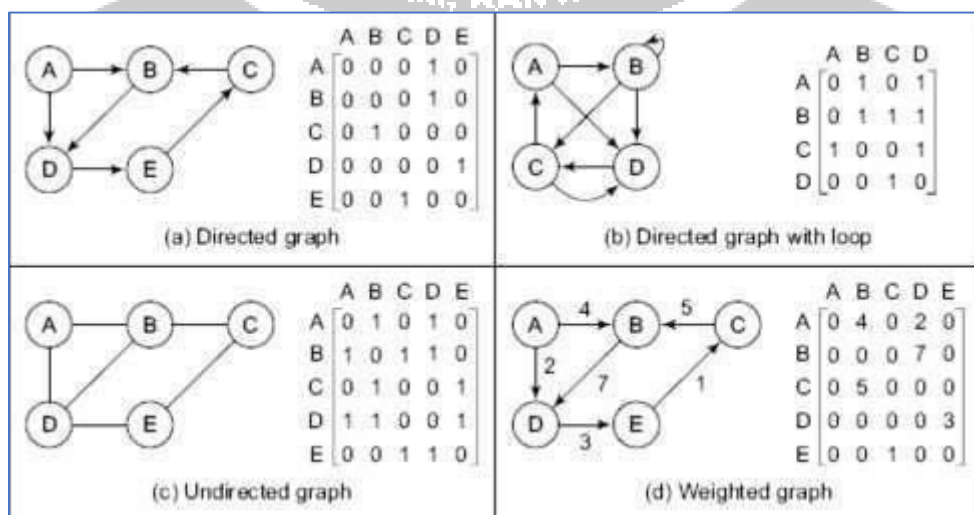 A B C D E
A 0 0 0 1 0
B 0 0 0 1 0
C 0 1 0 0 0
D 0 0 0 0 1
E 0 0 1 0 0
A B C
D E
(a) Directed graph
A B C D
A 0 1 0 1
B 0 1 1 1
C 1 0 0 1
D 0 0 1 0
A B
C D
(b) Directed graph with loop
A B C D E
A 0 1 0 1 0
B 1 0 1 1 0
C 0 1 0 0 1
D 1 1 0 0 1
E 0 0 1 1 0
A B C
D E
(c) Undirected graph
A B C D E
A 0 4 0 2 0
B 0 0 0 7 0
C 0 5 0 0 0
D 0 0 0 0 3
E 0 0 1 0 0
A 4 B 5 C
2 7 1
D 3 E
(d) Weighted graph